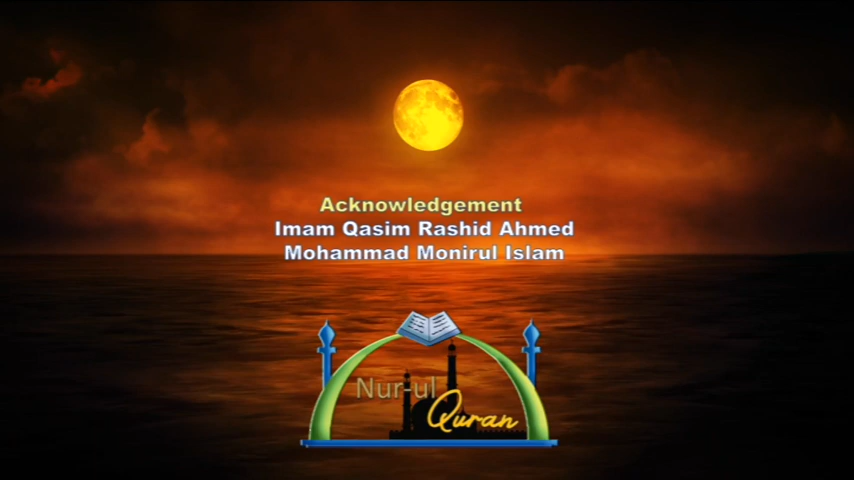 Acknowledgement
Imam Qasim Rashid Ahmed
Mohammad Monirul Islam
Nur-ul
Quran